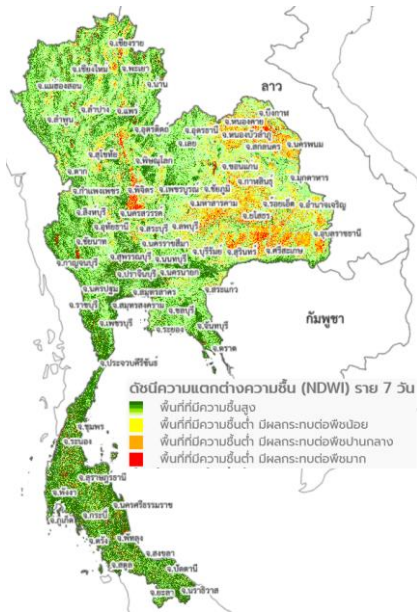 จ.เชียงราย
จ.เชียงใหม่
จ.พะเยา
จ.แม่ฮ่องสอน
จ.น่าน
จ.ลำปาง
จ.แพร่
จ.ลำพูน
จ.อุตรดิตถ์
จ.สุโขทัย
จ.พิษณุโลก
จ.ตาก
จ.กำแพงเพชร
จ.พิจิตร
จ.เพชรบูรณ์
จ.เลย
จ.อุดรธานี
จ.หนองคาย
จ.บึงกาฬ
จ.หนองบัวลำภู
จ.สกลนคร
จ.นครพนม
จ.ขอนแก่น
จ.กาฬสินธุ์
จ.มุกดาหาร
จ.ชัยภูมิ
จ.มหาสารคาม
จ.ร้อยเอ็ด
จ.อำนาจเจริญ
จ.ยโสธร
จ.อุบลราชธานี
จ.บุรีรัมย์
จ.สุรินทร์
จ.ศรีสะเกษ
จ.สิงหบุรี
จ.นครสวรรค์
จ.อุทัยธานี
จ.สระบุรี
จ.ลพบุรี
จ.ชัยนาท
จ.นครราชสีมา
จ.กาญจนบุรี
จ.สุพรรณบุรี
จ.นนทบุรี
จ.ปราจีนบุรี
จ.นครนายก
จ.นครปฐม
จ.สมุทรสาคร
จ.สระแก้ว
จ.ราชบุรี
จ.สมุทรสงคราม
จ.ชลบุรี
จ.เพชรบุรี
จ.ระยอง
จ.จันทบุรี
จ.ตราด
จ.ประจวบคีรีขันธ์
ลาว
กัมพูชา
ดัชนีความแตกต่างความชื้น (NDWI) ราย 7 วัน
พื้นที่ที่มีความชื้นสูง
พื้นที่ที่มีความชื้นต่ำ มีผลกระทบต่อพืชน้อย
พื้นที่ที่มีความชื้นต่ำ มีผลกระทบต่อพืชปานกลาง
พื้นที่ที่มีความชื้นต่ำ มีผลกระทบต่อพืชมาก
จ.ชุมพร
จ.ระนอง
จ.สุราษฎร์ธานี
จ.พังงา
จ.นครศรีธรรมราช
จ.กระบี่
จ.ภูเก็ต
จ.ตรัง
จ.พัทลุง
จ.สงขลา
จ.สตูล
จ.ปัตตานี
จ.ยะลา
จ.นราธิวาส